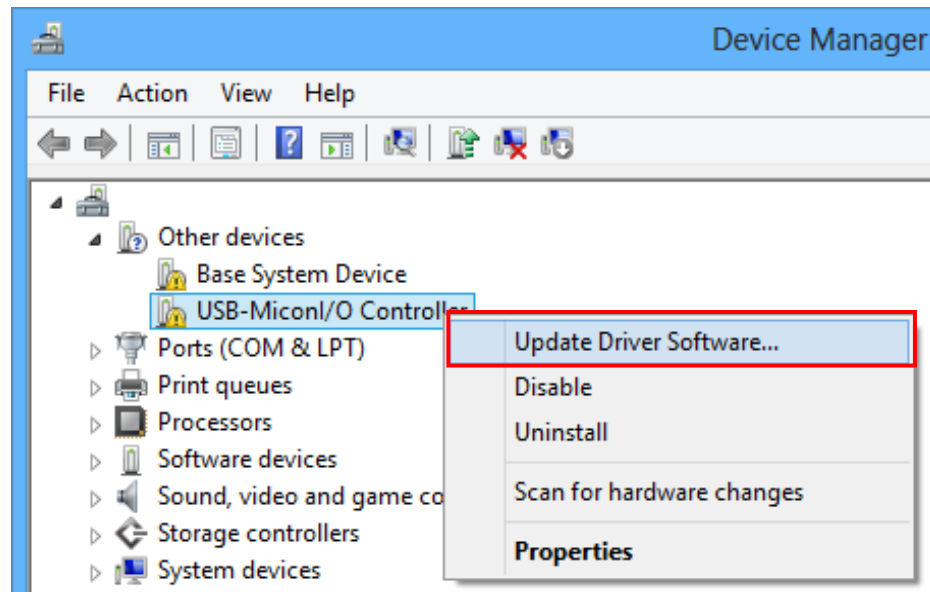 Device Manager
File Action View Help
Other devices
Base System Device
USB-MiconI/O Controller
Ports (COM & LPT)
Print queues
Processors
Software devices
Sound, video and game co
Storage controllers
System devices
Update Driver Software...
Disable
Uninstall
Scan for hardware changes
Properties